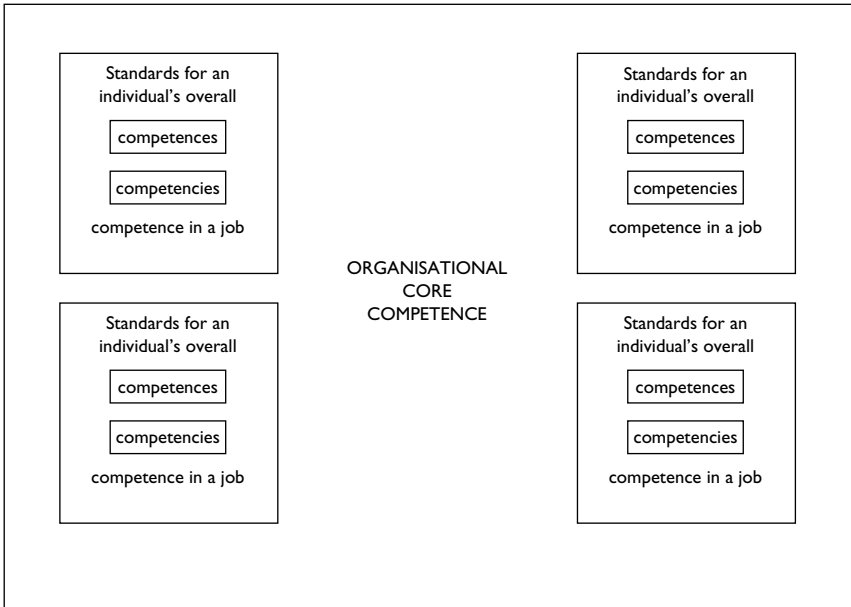 Standards for an
individual's overall
competences
competencies
competence in a job
Standards for an
individual's overall
competences
competencies
competence in a job
ORGANISATIONAL
CORE
COMPETENCE
Standards for an
individual's overall
competences
competencies
competence in a job
Standards for an
individual's overall
competences
competencies
competence in a job